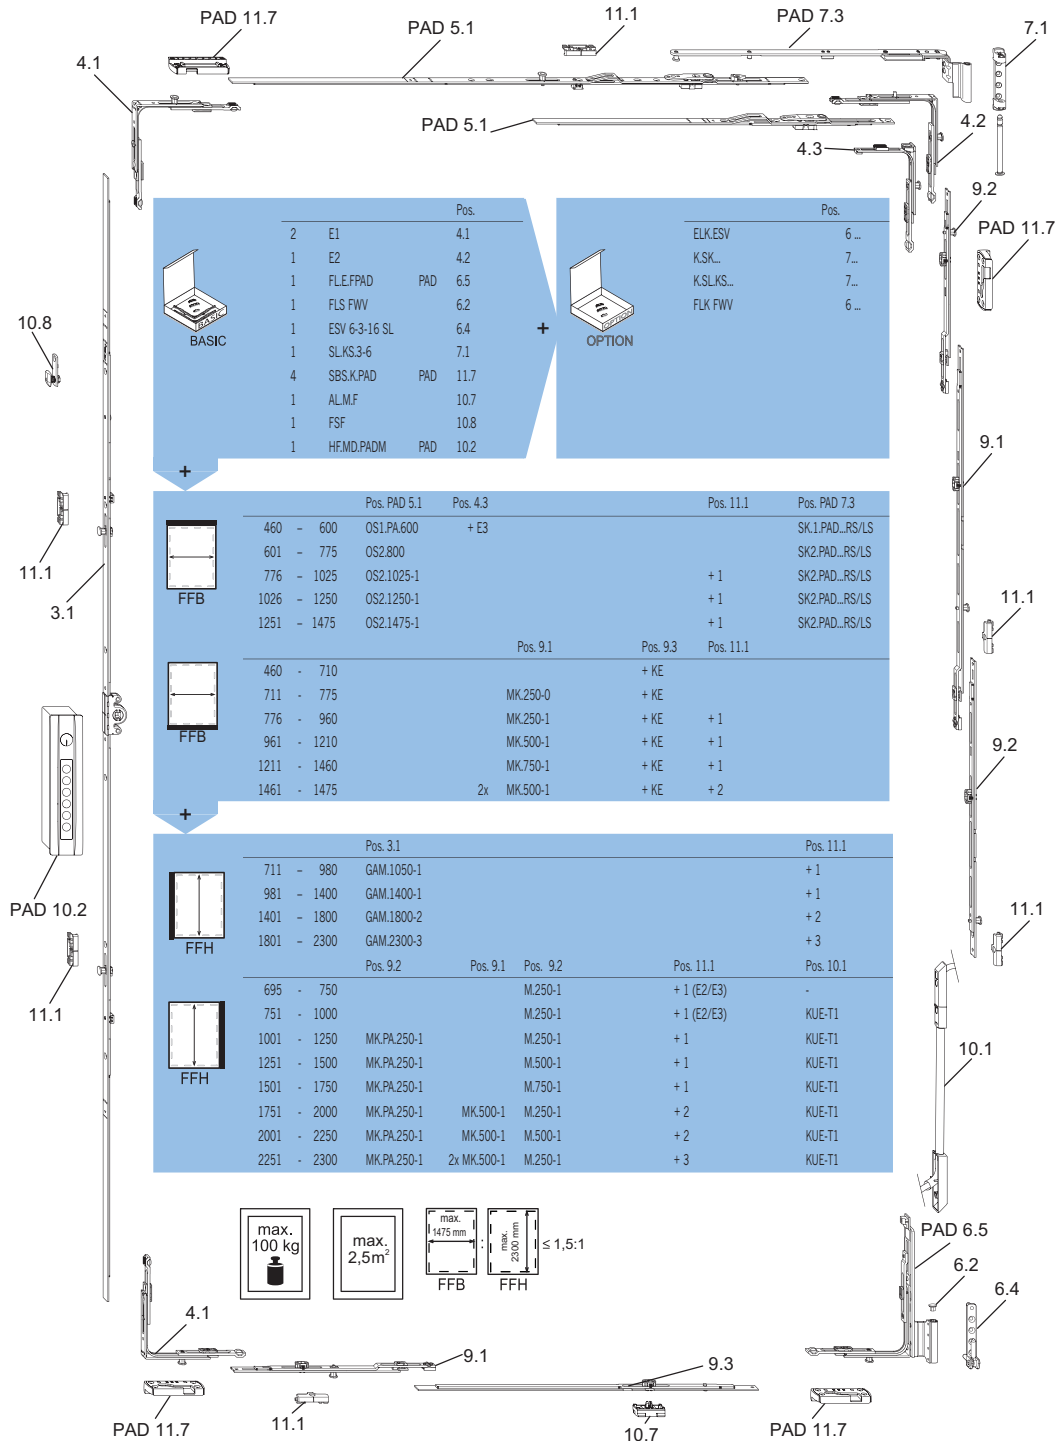 PAD 11.7
PAD 5.1
11.1
PAD 7.3
7.1
4.1
PAD 5.1
4.3
4.2
9.2
PAD 11.7
10.8
9.1
11.1
3.1
11.1
9.2
PAD 10.2
11.1
11.1
10.1
Pos.
2 E1 4.1
1 E2 4.2
1 FL.E.FPAD PAD 6.5
1 FLS FWV 6.2
1 ESV 6-3-16 SL 6.4
1 SL.KS.3-6 7.1
4 SBS.K.PAD PAD 11.7
1 AL.M.F 10.7
1 FSF 10.8
1 HF.MD.PADM PAD 10.2
BASIC
BASIC
+
Pos.
ELK.ESV 6 ...
K.SK... 7...
K.SL.KS... 7...
FLK FWV 6 ...
OPTION
OPTION
+
Pos. PAD 5.1 Pos. 4.3 Pos. 11.1 Pos. PAD 7.3
460 – 600 OS1.PA.600 + E3 SK.1.PAD...RS/LS
601 – 775 OS2.800 SK2.PAD...RS/LS
776 – 1025 OS2.1025-1 + 1 SK2.PAD...RS/LS
1026 – 1250 OS2.1250-1 + 1 SK2.PAD...RS/LS
1251 – 1475 OS2.1475-1 + 1 SK2.PAD...RS/LS
FFB
Pos. 9.1 Pos. 9.3 Pos. 11.1
460 - 710 + KE
711 - 775 MK.250-0 + KE
776 - 960 MK.250-1 + KE + 1
961 - 1210 MK.500-1 + KE + 1
1211 - 1460 MK.750-1 + KE + 1
1461 - 1475 2x MK.500-1 + KE + 2
FFB
+
Pos. 3.1 Pos. 11.1
711 – 980 GAM.1050-1 + 1
981 – 1400 GAM.1400-1 + 1
1401 – 1800 GAM.1800-2 + 2
1801 – 2300 GAM.2300-3 + 3
FFH
Pos. 9.2 Pos. 9.1 Pos. 9.2 Pos. 11.1 Pos. 10.1
695 - 750 M.250-1 + 1 (E2/E3) -
751 - 1000 M.250-1 + 1 (E2/E3) KUE-T1
1001 - 1250 MK.PA.250-1 M.250-1 + 1 KUE-T1
1251 - 1500 MK.PA.250-1 M.500-1 + 1 KUE-T1
1501 - 1750 MK.PA.250-1 M.750-1 + 1 KUE-T1
1751 - 2000 MK.PA.250-1 MK.500-1 M.250-1 + 2 KUE-T1
2001 - 2250 MK.PA.250-1 MK.500-1 M.500-1 + 2 KUE-T1
2251 - 2300 MK.PA.250-1 2x MK.500-1 M.250-1 + 3 KUE-T1
FFH
max.
100 kg
max.
2,5m²
max.
1475 mm
FFB
:
max.
2300 mm
FFH
≤ 1,5:1
PAD 6.5
6.2
6.4
4.1
9.1
9.3
PAD 11.7
11.1
10.7
PAD 11.7